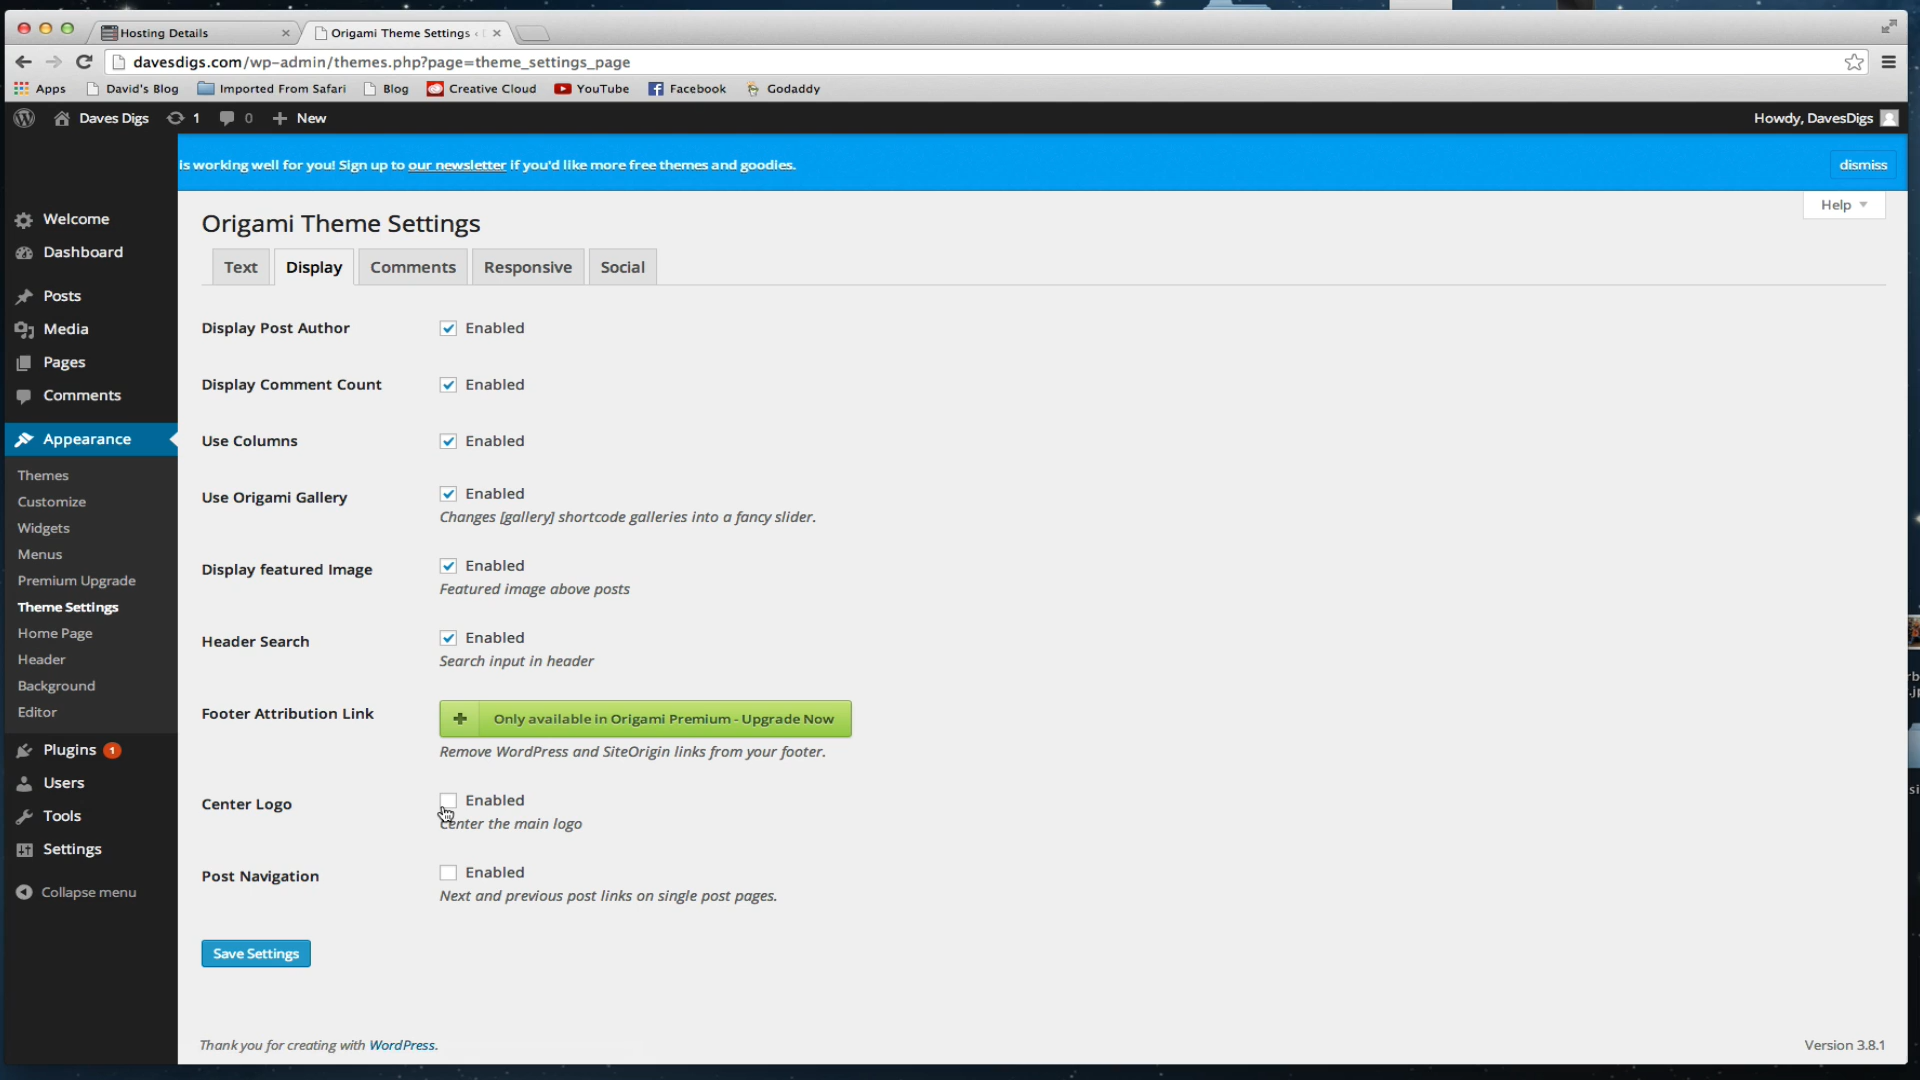 Hosting Details
Origami Theme Settings ‹
davesdigs.com/wp-admin/themes.php?page=theme_settings_page
Apps David's Blog Imported From Safari Blog Creative Cloud YouTube Facebook Godaddy
Daves Digs 1 0 New Howdy, DavesDigs
is working well for you! Sign up to our newsletter if you'd like more free themes and goodies. dismiss
Help
Origami Theme Settings
Text Display Comments Responsive Social
Welcome
Dashboard
Posts
Media
Pages
Comments
Appearance
Themes
Customize
Widgets
Menus
Premium Upgrade
Theme Settings
Home Page
Header
Background
Editor
Plugins 1
Users
Tools
Settings
Collapse menu
Display Post Author Enabled
Display Comment Count Enabled
Use Columns Enabled
Use Origami Gallery Enabled
Changes [gallery] shortcode galleries into a fancy slider.
Display featured Image Enabled
Featured image above posts
Header Search Enabled
Search input in header
Footer Attribution Link Only available in Origami Premium - Upgrade Now
Remove WordPress and SiteOrigin links from your footer.
Center Logo Enabled
Center the main logo
Post Navigation Enabled
Next and previous post links on single post pages.
Save Settings
Thank you for creating with WordPress. Version 3.8.1